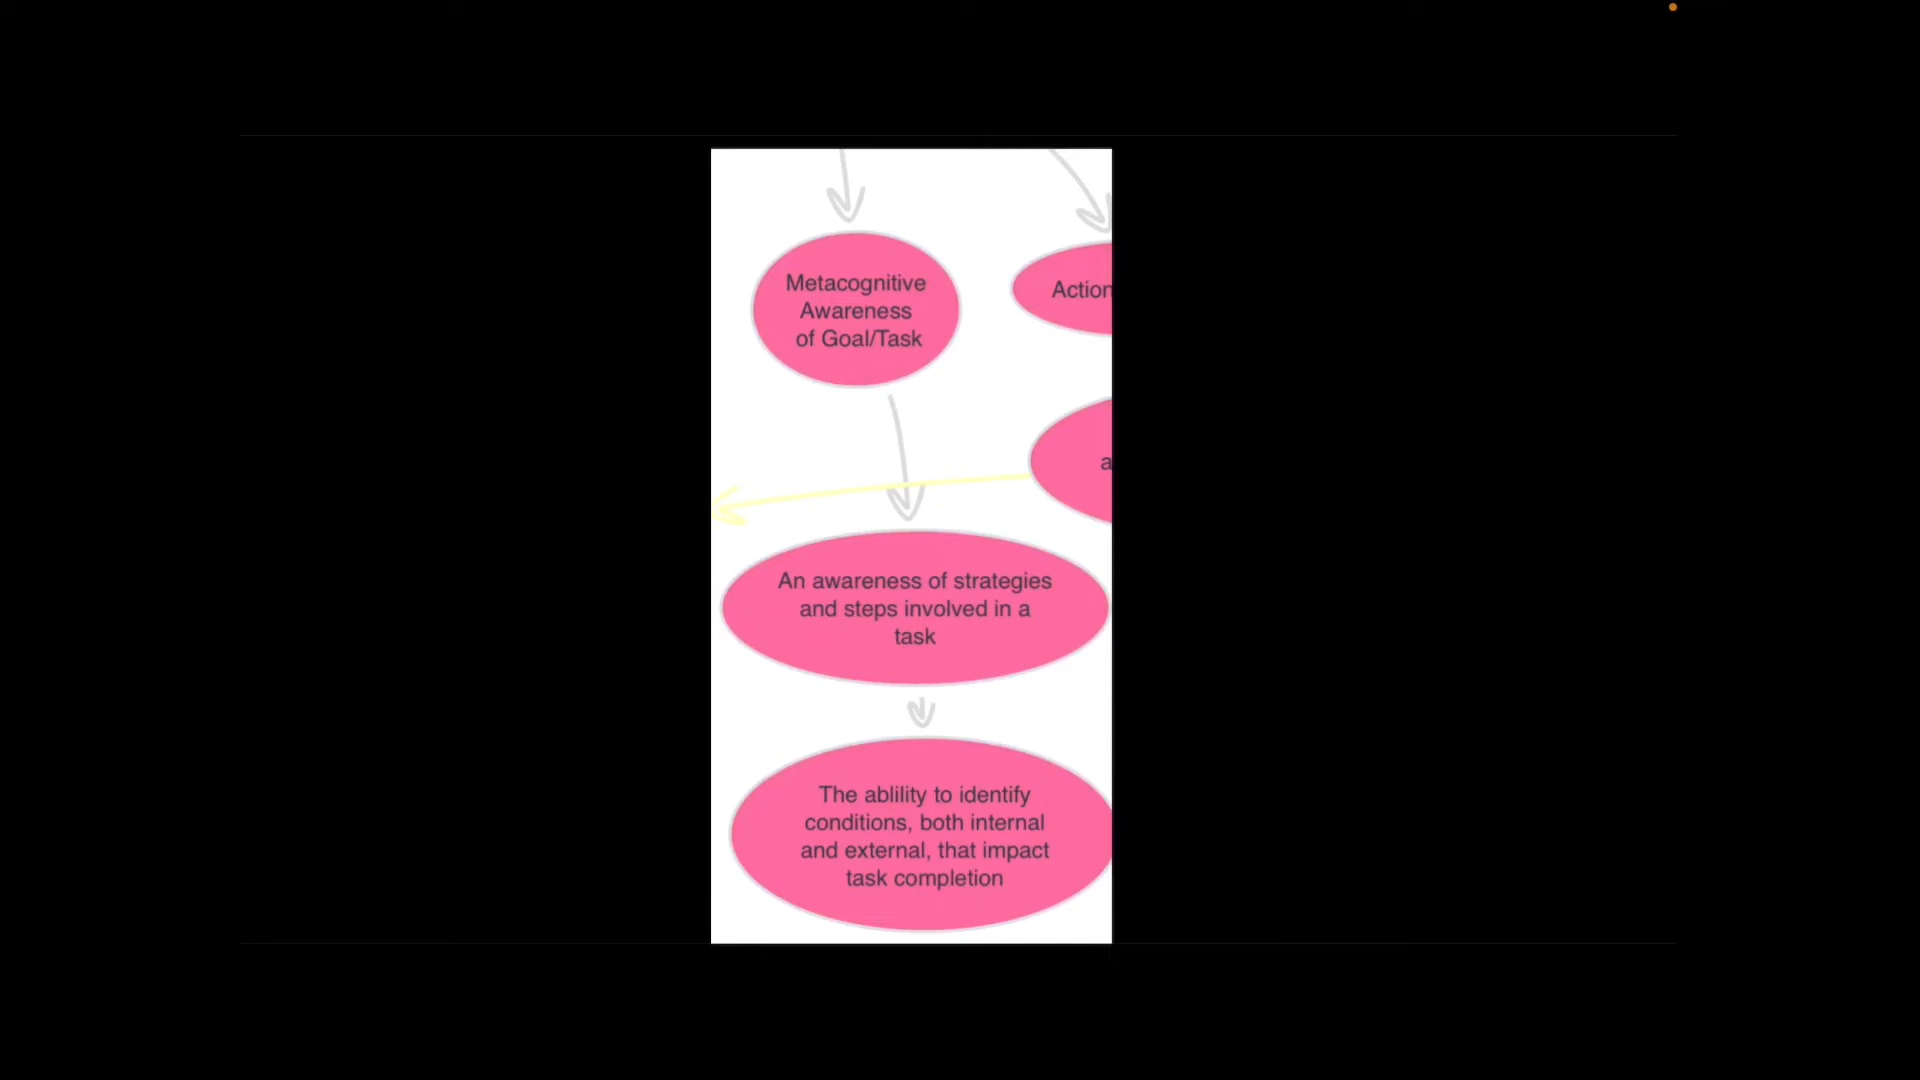 Metacognitive
Awareness
of Goal/Task
Action
a
An awareness of strategies
and steps involved in a
task
The ablility to identify
conditions, both internal
and external, that impact
task completion